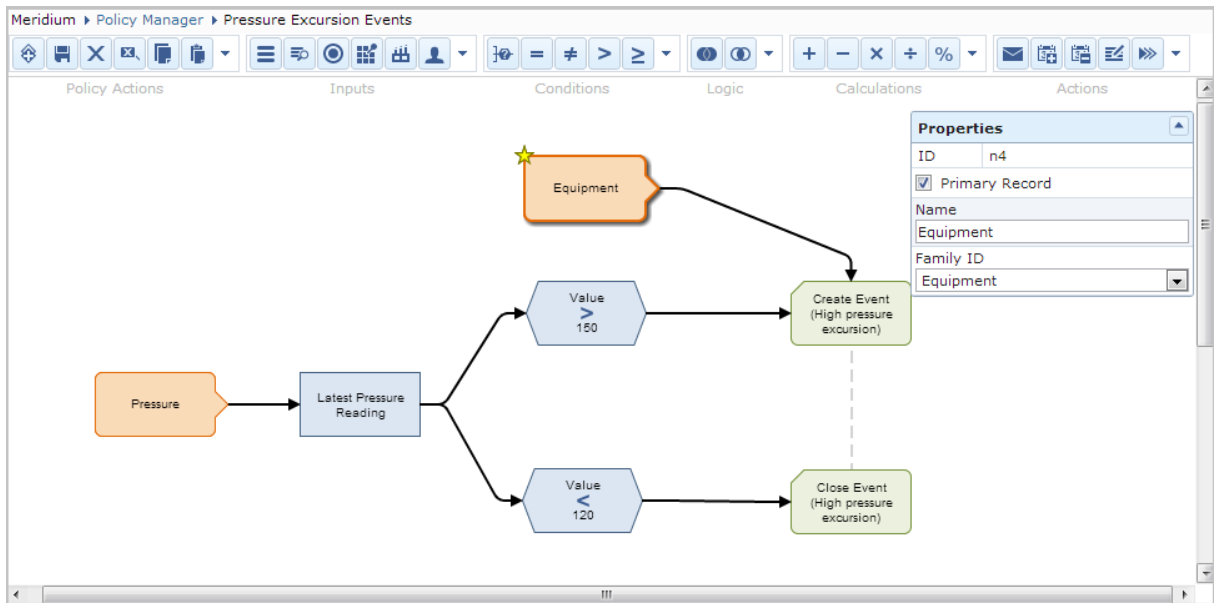 Meridium ▸ Policy Manager ▸ Pressure Excursion Events
Policy Actions Inputs Conditions Logic Calculations Actions
Properties
ID n4
Primary Record
Name
Equipment
Family ID
Equipment
Equipment
Value
>
150
Create Event
(High pressure
excursion)
Pressure
Latest Pressure
Reading
Value
<
120
Close Event
(High pressure
excursion)